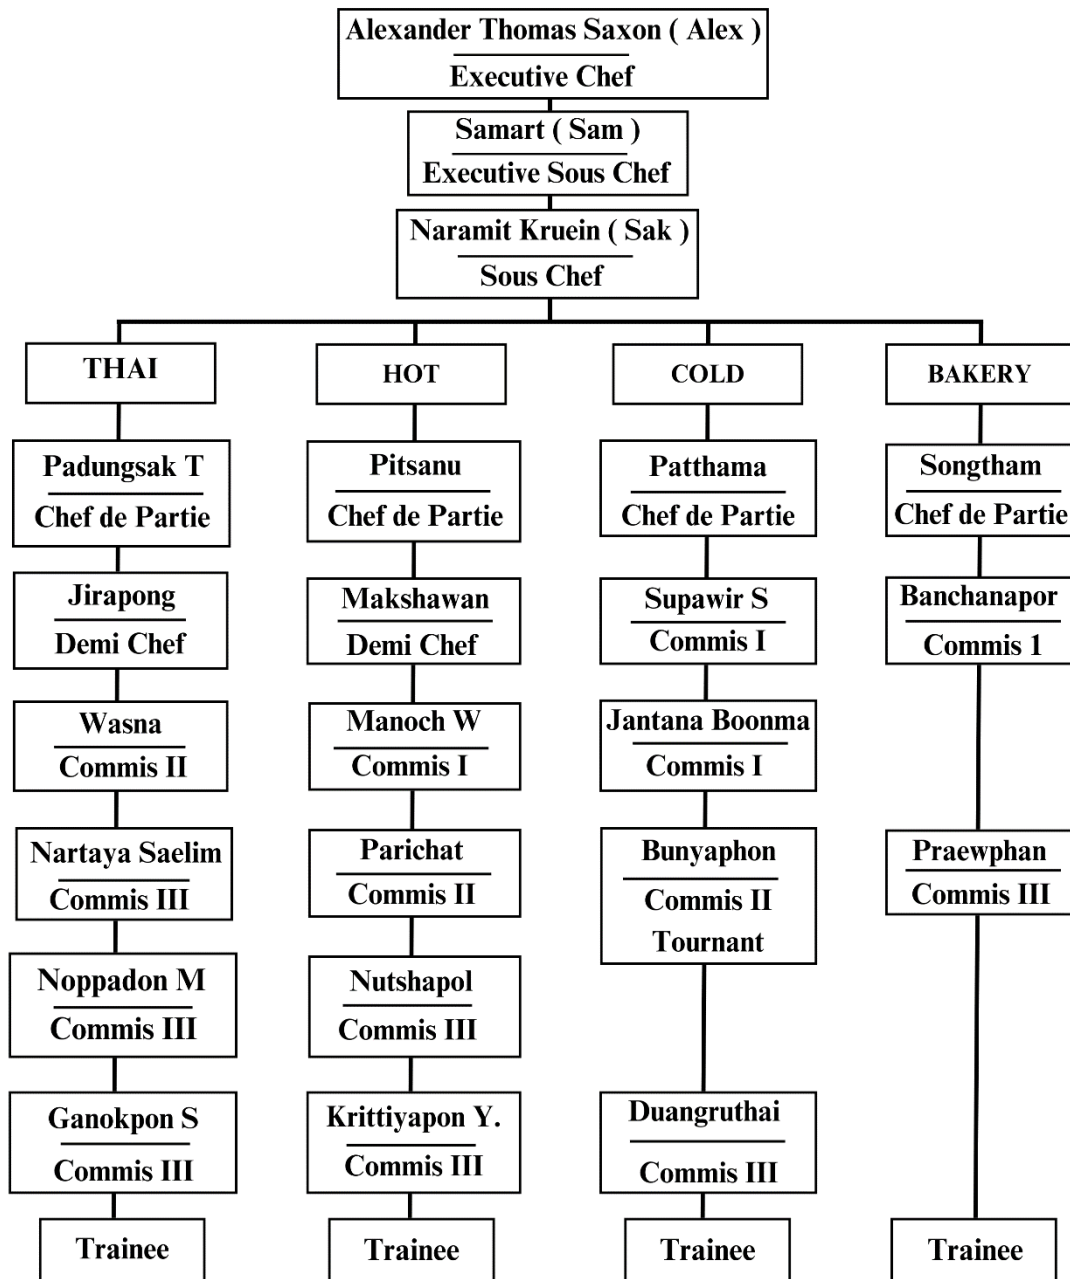 Alexander Thomas Saxon ( Alex )
Executive Chef
Samart ( Sam )
Executive Sous Chef
Naramit Kruein ( Sak )
Sous Chef
THAI
HOT
COLD
BAKERY
Padungsak T
Chef de Partie
Pitsanu
Chef de Partie
Patthama
Chef de Partie
Songtham
Chef de Partie
Jirapong
Demi Chef
Makshawan
Demi Chef
Supawir S
Commis I
Banchanapor
Commis 1
Wasna
Commis II
Manoch W
Commis I
Jantana Boonma
Commis I
Nartaya Saelim
Commis III
Parichat
Commis II
Bunyaphon
Commis II
Tournant
Praewphan
Commis III
Noppadon M
Commis III
Nutshapol
Commis III
Ganokpon S
Commis III
Krittiyapon Y.
Commis III
Duangruthai
Commis III
Trainee
Trainee
Trainee
Trainee